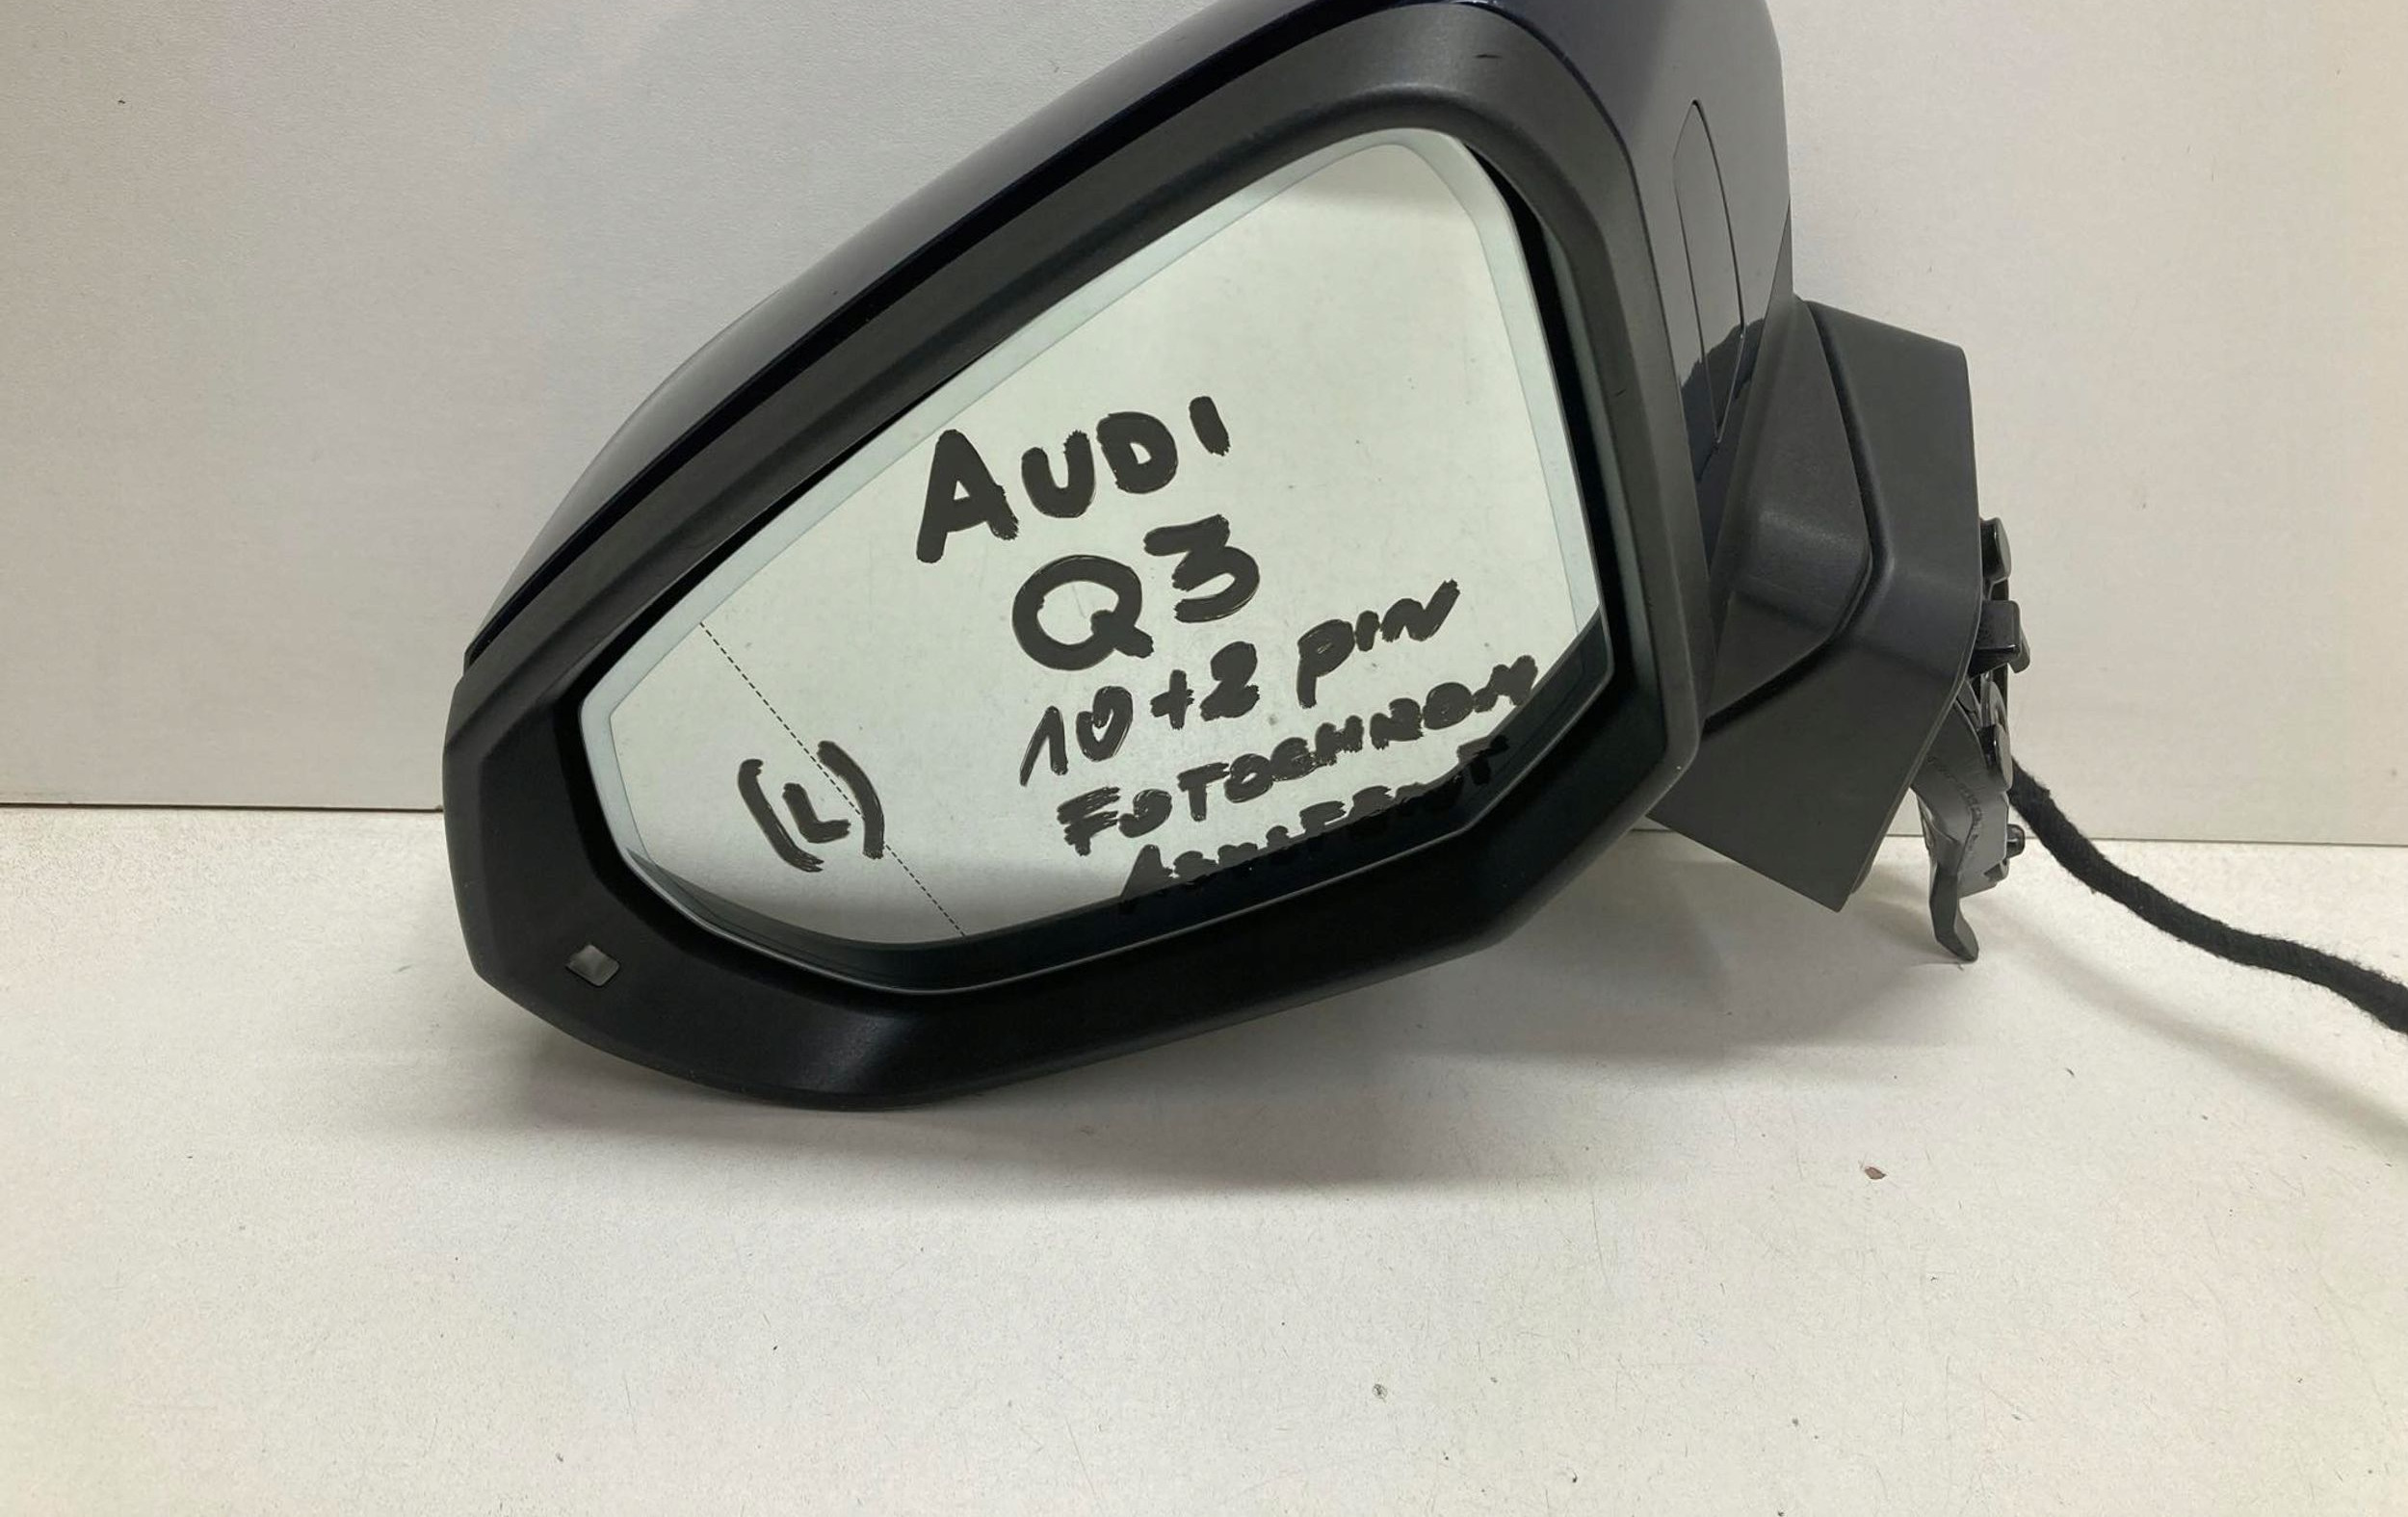 AUDI
Q3
10+2 PIN
FOTOCHROM
(L)